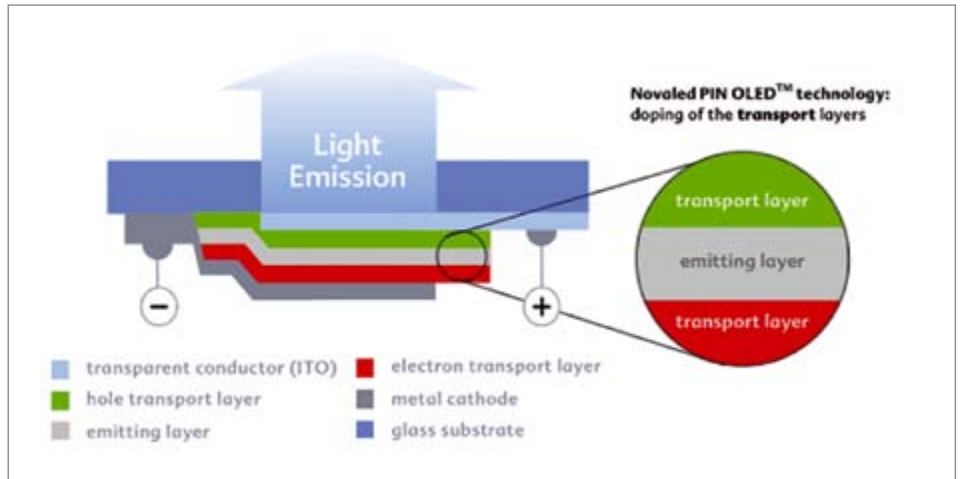 Novaled PIN OLED™ technology:
doping of the transport layers
Light
Emission
transport layer
emitting layer
transport layer
−
+
transparent conductor (ITO)
electron transport layer
hole transport layer
metal cathode
emitting layer
glass substrate